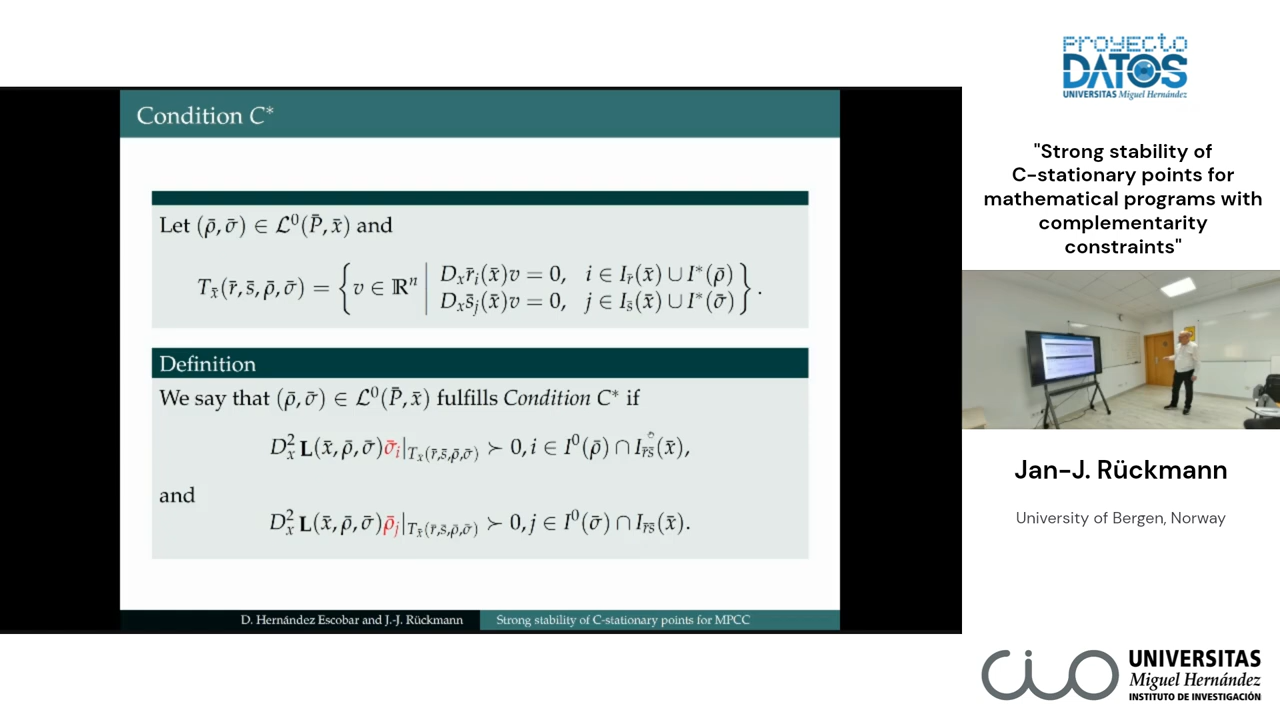 Condition C*
Let (ρ̄, σ̄) ∈ ℒ⁰(P̄, x̄) and
T_x̄(r̄, s̄, ρ̄, σ̄) = { v ∈ ℝⁿ | D_x r̄_i(x̄)v = 0, i ∈ I_r̄(x̄) ∪ I*(ρ̄)
D_x s̄_j(x̄)v = 0, j ∈ I_s̄(x̄) ∪ I*(σ̄) }.
Definition
We say that (ρ̄, σ̄) ∈ ℒ⁰(P̄, x̄) fulfills Condition C* if
D²_x L(x̄, ρ̄, σ̄)σ̄_i|_{T_x̄(r̄,s̄,ρ̄,σ̄)} ≻ 0, i ∈ I⁰(ρ̄) ∩ I_{r̄s̄}(x̄),
and
D²_x L(x̄, ρ̄, σ̄)ρ̄_j|_{T_x̄(r̄,s̄,ρ̄,σ̄)} ≻ 0, j ∈ I⁰(σ̄) ∩ I_{r̄s̄}(x̄).
D. Hernández Escobar and J.-J. Rückmann
Strong stability of C-stationary points for MPCC
PROYECTO
DATOS
UNIVERSITAS Miguel Hernández
"Strong stability of
C-stationary points for
mathematical programs with
complementarity
constraints"
Jan-J. Rückmann
University of Bergen, Norway
CIO
UNIVERSITAS
Miguel Hernández
INSTITUTO DE INVESTIGACIÓN